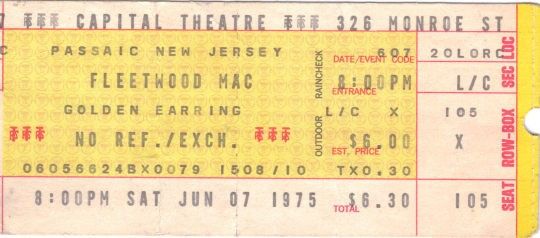 7 CAPITAL THEATRE 326 MONROE ST
C PASSAIC NEW JERSEY 607 20LORC
DATE/EVENT CODE
FLEETWOOD MAC 8:00PM L/C
ENTRANCE
GOLDEN EARRING L/C X 105
NO REF./EXCH. $6.00 X
EST. PRICE
06056624BX0079 1508/10 TX0.30
8:00PM SAT JUN 07 1975 $6.30 105
TOTAL
OUTDOOR RAINCHECK
SEAT ROW-BOX SEC LOC